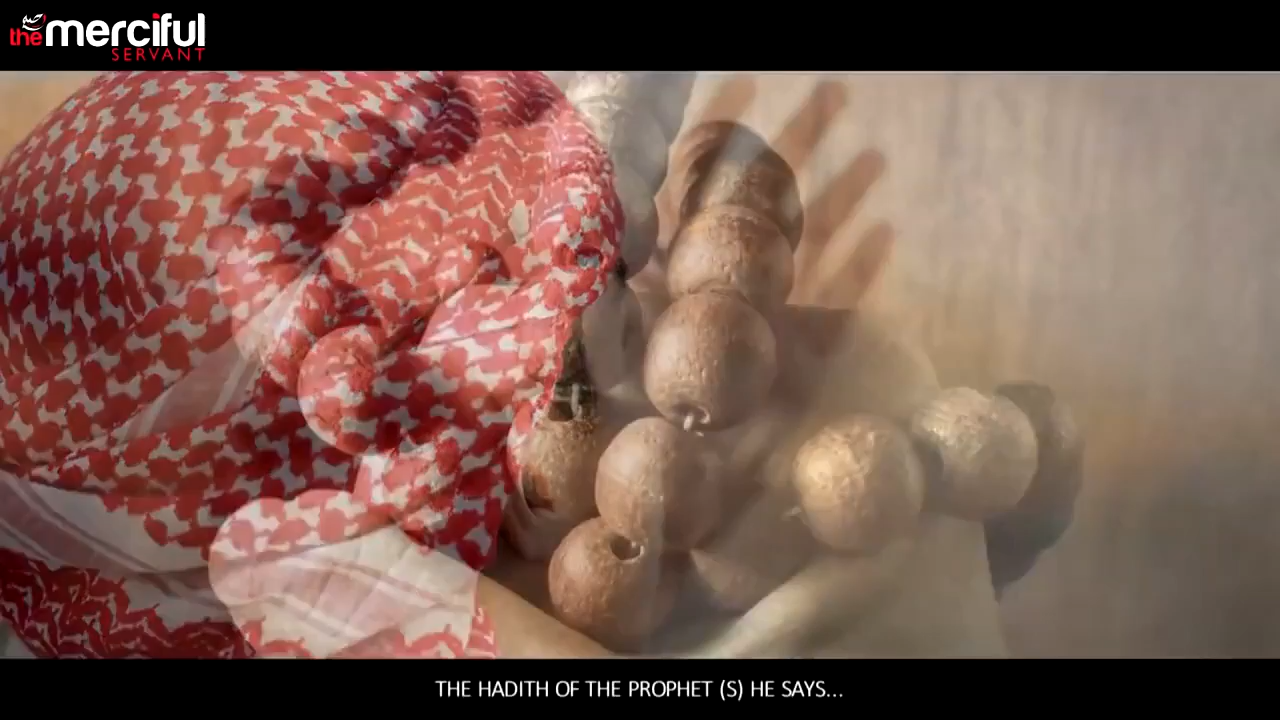 the merciful
SERVANT
THE HADITH OF THE PROPHET (S) HE SAYS...